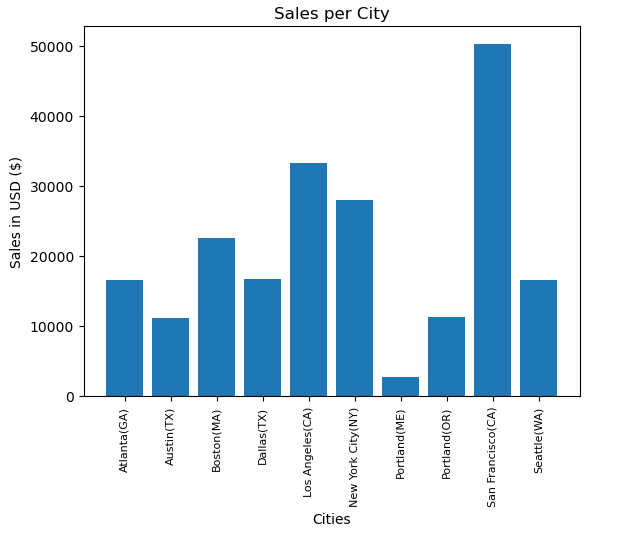 Sales per City
Sales in USD ($)
50000
40000
30000
20000
10000
0
Atlanta(GA)
Austin(TX)
Boston(MA)
Dallas(TX)
Los Angeles(CA)
New York City(NY)
Portland(ME)
Portland(OR)
San Francisco(CA)
Seattle(WA)
Cities